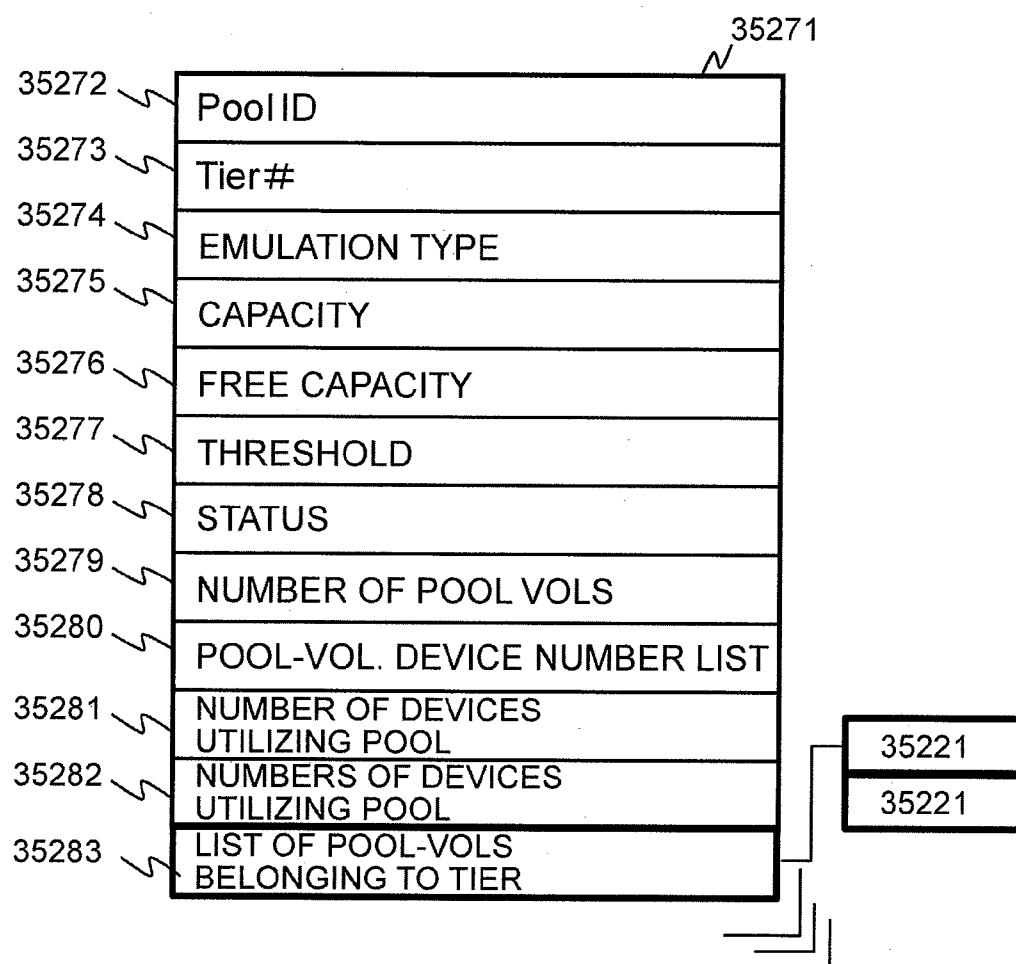 35271
35272
Pool ID
35273
Tier#
35274
EMULATION TYPE
35275
CAPACITY
35276
FREE CAPACITY
35277
THRESHOLD
35278
STATUS
35279
NUMBER OF POOL VOLS
35280
POOL-VOL. DEVICE NUMBER LIST
35281
NUMBER OF DEVICES
UTILIZING POOL
35282
NUMBERS OF DEVICES
UTILIZING POOL
35283
LIST OF POOL-VOLS
BELONGING TO TIER
35221
35221